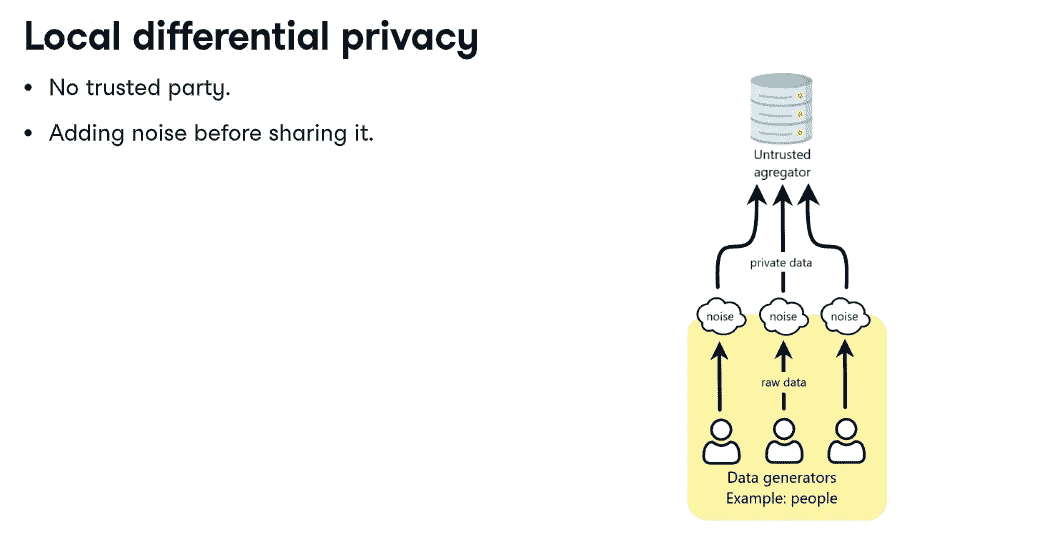 Local differential privacy
• No trusted party.
• Adding noise before sharing it.
Untrusted
agregator
private data
noise noise noise
raw data
Data generators
Example: people